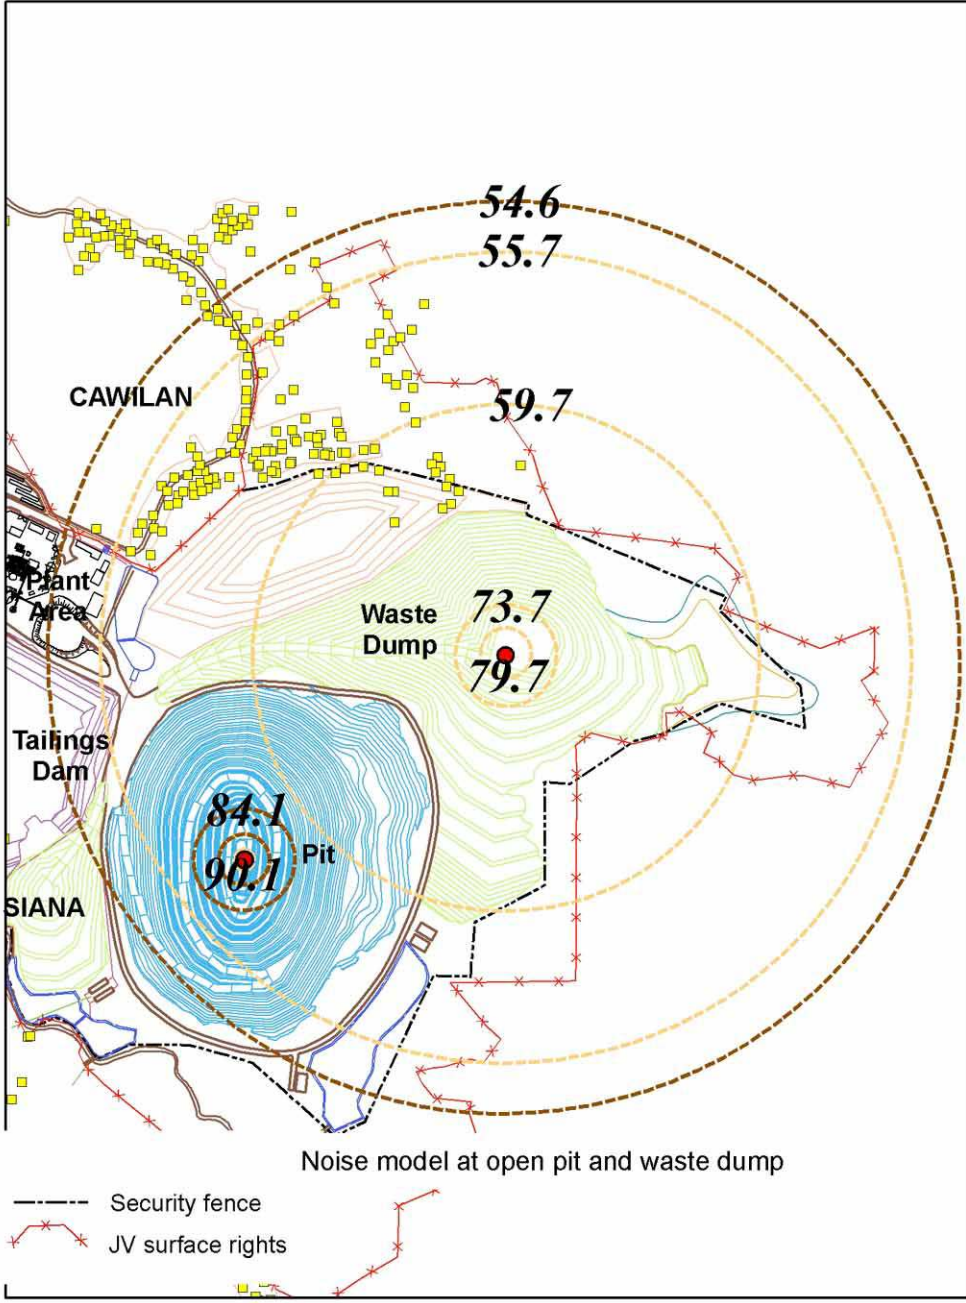 54.6
55.7
CAWILAN
59.7
Plant
Area
Waste
Dump
73.7
79.7
Tailings
Dam
84.1
Pit
90.1
SIANA
Noise model at open pit and waste dump
Security fence
JV surface rights